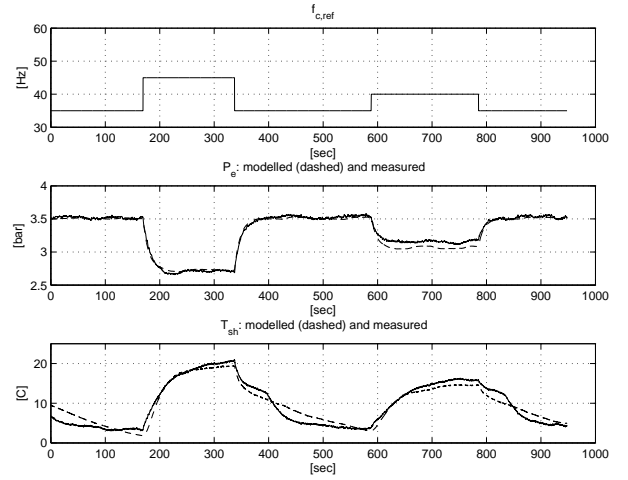 f_c,ref
60
50
40
30
[Hz]
0 100 200 300 400 500 600 700 800 900 1000
[sec]
P_e: modelled (dashed) and measured
4
3.5
3
2.5
[bar]
0 100 200 300 400 500 600 700 800 900 1000
[sec]
T_sh: modelled (dashed) and measured
20
10
0
[C]
0 100 200 300 400 500 600 700 800 900 1000
[sec]